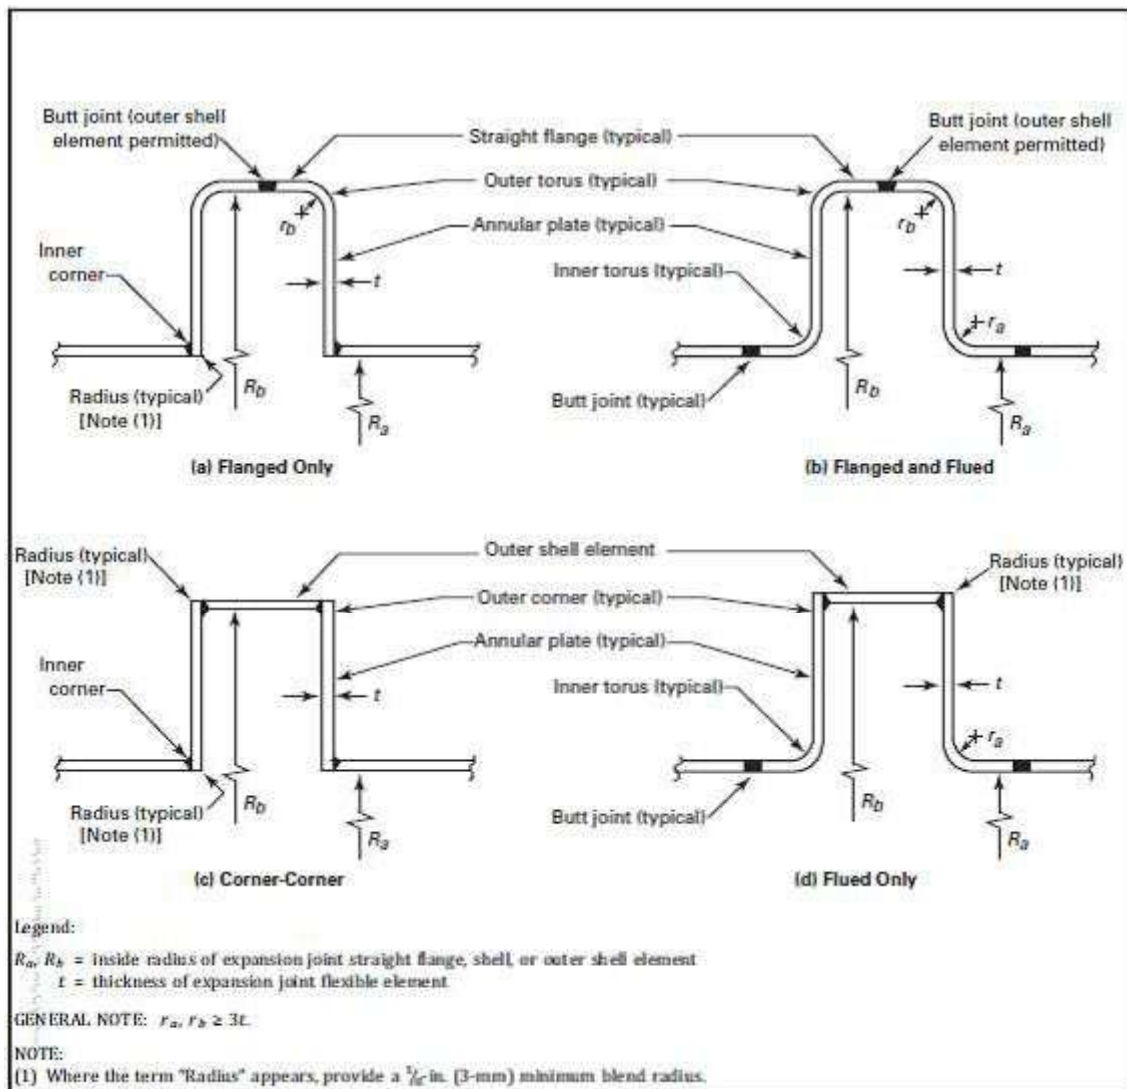 Butt joint (outer shell
element permitted)
Straight flange (typical)
Butt joint (outer shell
element permitted)
Outer torus (typical)
r_b
r_b
Annular plate (typical)
Inner
corner
Inner torus (typical)
t
t
r_a
Radius (typical)
[Note (1)]
R_b
R_a
Butt joint (typical)
R_b
R_a
(a) Flanged Only
(b) Flanged and Flued
Radius (typical)
[Note (1)]
Outer shell element
Radius (typical)
[Note (1)]
Outer corner (typical)
Annular plate (typical)
Inner
corner
Inner torus (typical)
t
t
r_a
Radius (typical)
[Note (1)]
R_b
R_a
Butt joint (typical)
R_b
R_a
(c) Corner-Corner
(d) Flued Only
Legend:
R_a, R_b = inside radius of expansion joint straight flange, shell, or outer shell element
t = thickness of expansion joint flexible element
GENERAL NOTE: r_a, r_b ≥ 3t.
NOTE:
(1) Where the term "Radius" appears, provide a in. (3-mm) minimum blend radius.